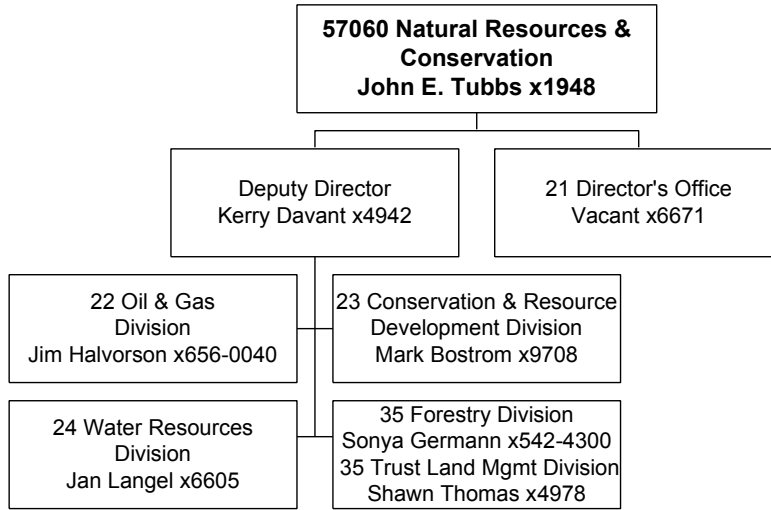 57060 Natural Resources &
Conservation
John E. Tubbs x1948
Deputy Director
Kerry Davant x4942
21 Director's Office
Vacant x6671
22 Oil & Gas
Division
Jim Halvorson x656-0040
23 Conservation & Resource
Development Division
Mark Bostrom x9708
24 Water Resources
Division
Jan Langel x6605
35 Forestry Division
Sonya Germann x542-4300
35 Trust Land Mgmt Division
Shawn Thomas x4978